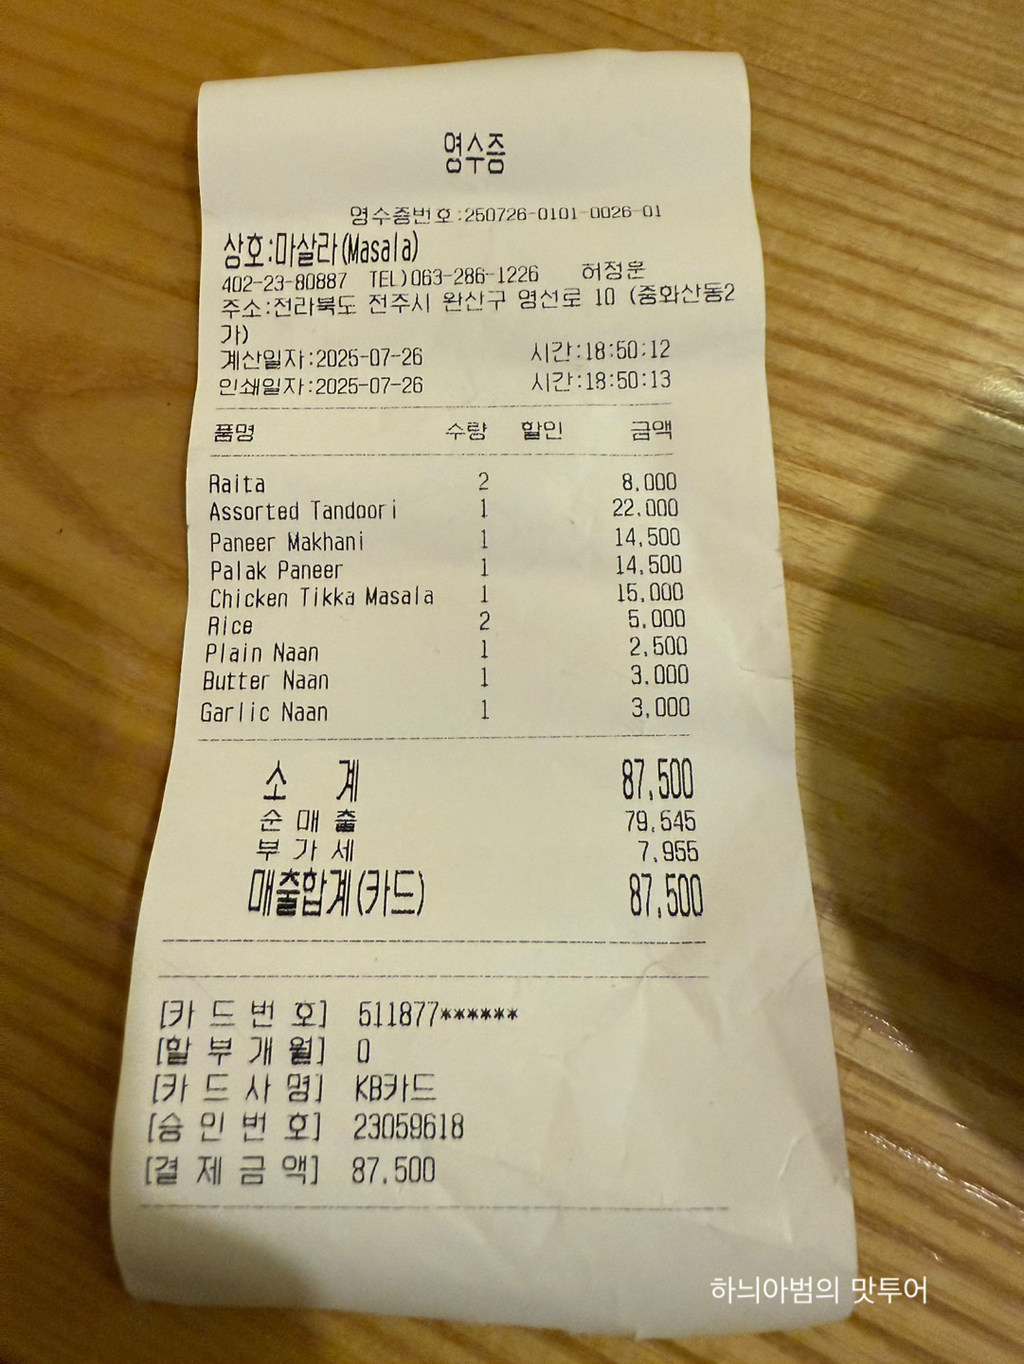 영수증
영수증번호:250726-0101-0026-01
상호:마살라(Masala)
402-23-80887 TEL)063-286-1226 허정운
주소:전라북도 전주시 완산구 영선로 10 (중화산동2
가)
계산일자:2025-07-26 시간:18:50:12
인쇄일자:2025-07-26 시간:18:50:13
품명 수량 할인 금액
Raita 2 8,000
Assorted Tandoori 1 22,000
Paneer Makhani 1 14,500
Palak Paneer 1 14,500
Chicken Tikka Masala 1 15,000
Rice 2 5,000
Plain Naan 1 2,500
Butter Naan 1 3,000
Garlic Naan 1 3,000
소 계 87,500
순 매 출 79,545
부 가 세 7,955
매출합계(카드) 87,500
[카 드 번 호] 511877******
[할 부 개 월] 0
[카 드 사 명] KB카드
[승 인 번 호] 23059618
[결 제 금 액] 87,500
하늬아범의 맛투어